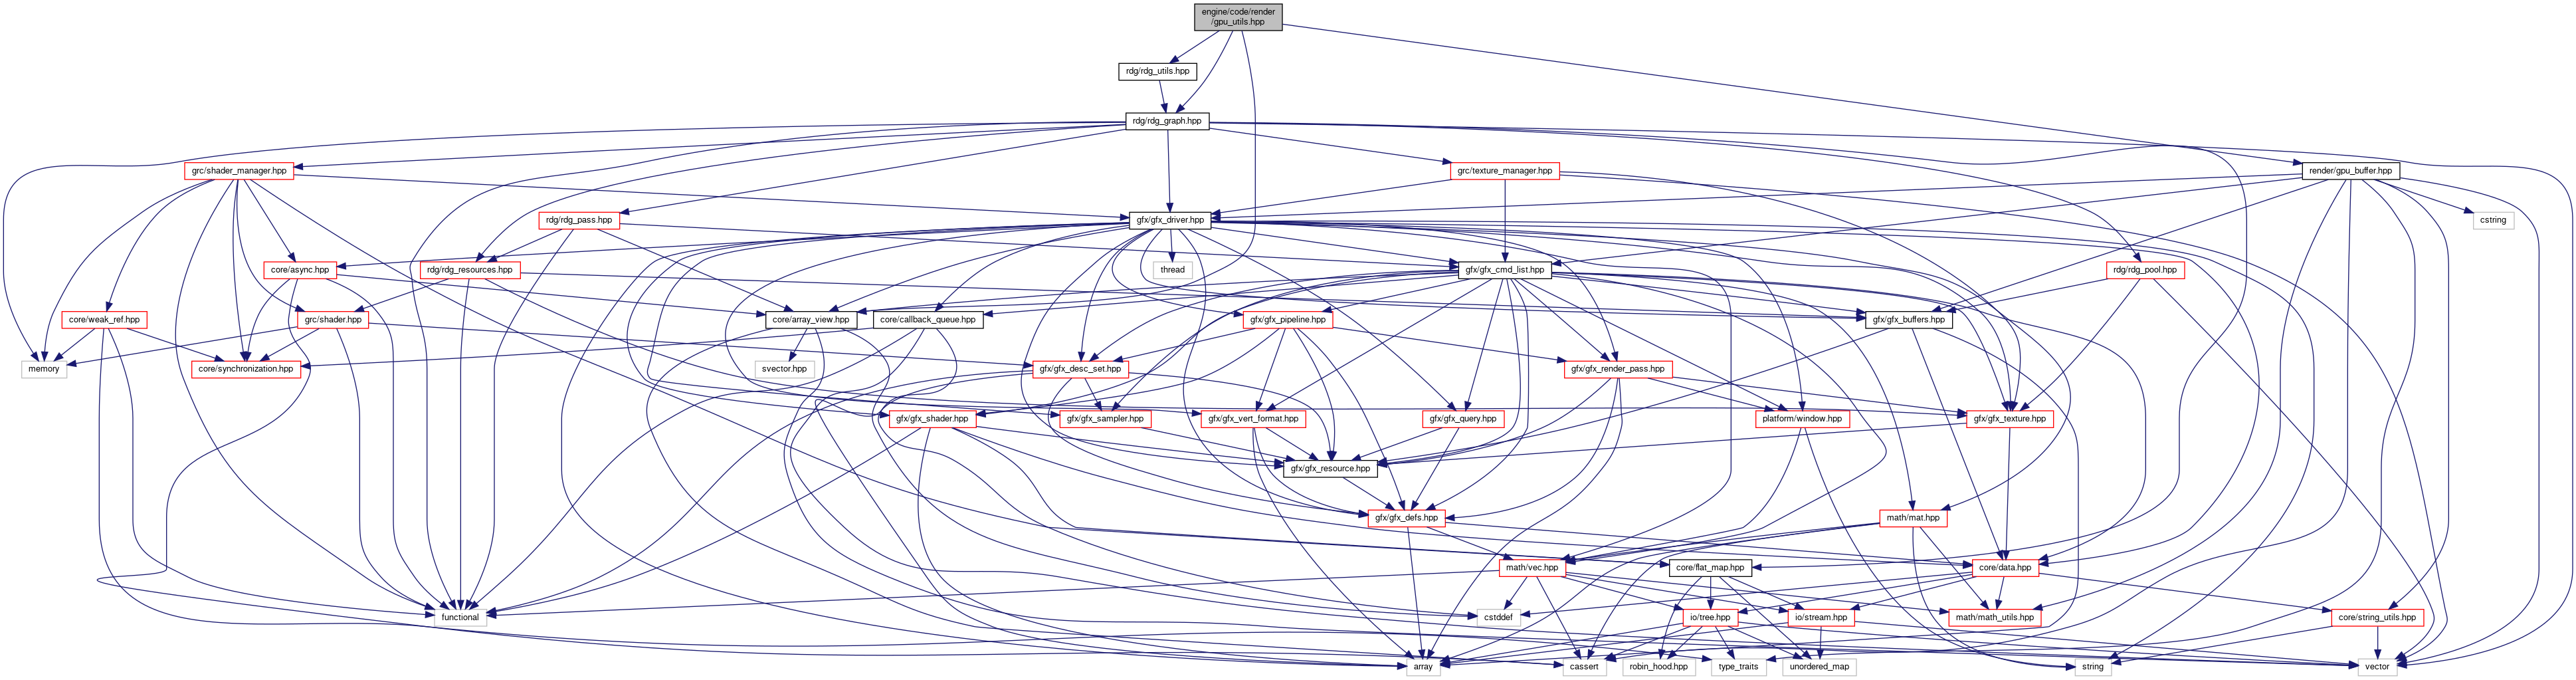 engine/code/render
/gpu_utils.hpp
rdg/rdg_utils.hpp
rdg/rdg_graph.hpp
grc/shader_manager.hpp
grc/texture_manager.hpp
render/gpu_buffer.hpp
rdg/rdg_pass.hpp
gfx/gfx_driver.hpp
cstring
core/async.hpp
rdg/rdg_resources.hpp
thread
gfx/gfx_cmd_list.hpp
rdg/rdg_pool.hpp
core/weak_ref.hpp
grc/shader.hpp
core/array_view.hpp
core/callback_queue.hpp
gfx/gfx_pipeline.hpp
gfx/gfx_buffers.hpp
memory
core/synchronization.hpp
svector.hpp
gfx/gfx_desc_set.hpp
gfx/gfx_render_pass.hpp
gfx/gfx_shader.hpp
gfx/gfx_sampler.hpp
gfx/gfx_vert_format.hpp
gfx/gfx_query.hpp
platform/window.hpp
gfx/gfx_texture.hpp
gfx/gfx_resource.hpp
gfx/gfx_defs.hpp
math/mat.hpp
math/vec.hpp
core/flat_map.hpp
core/data.hpp
functional
cstddef
io/tree.hpp
io/stream.hpp
math/math_utils.hpp
core/string_utils.hpp
array
cassert
robin_hood.hpp
type_traits
unordered_map
string
vector